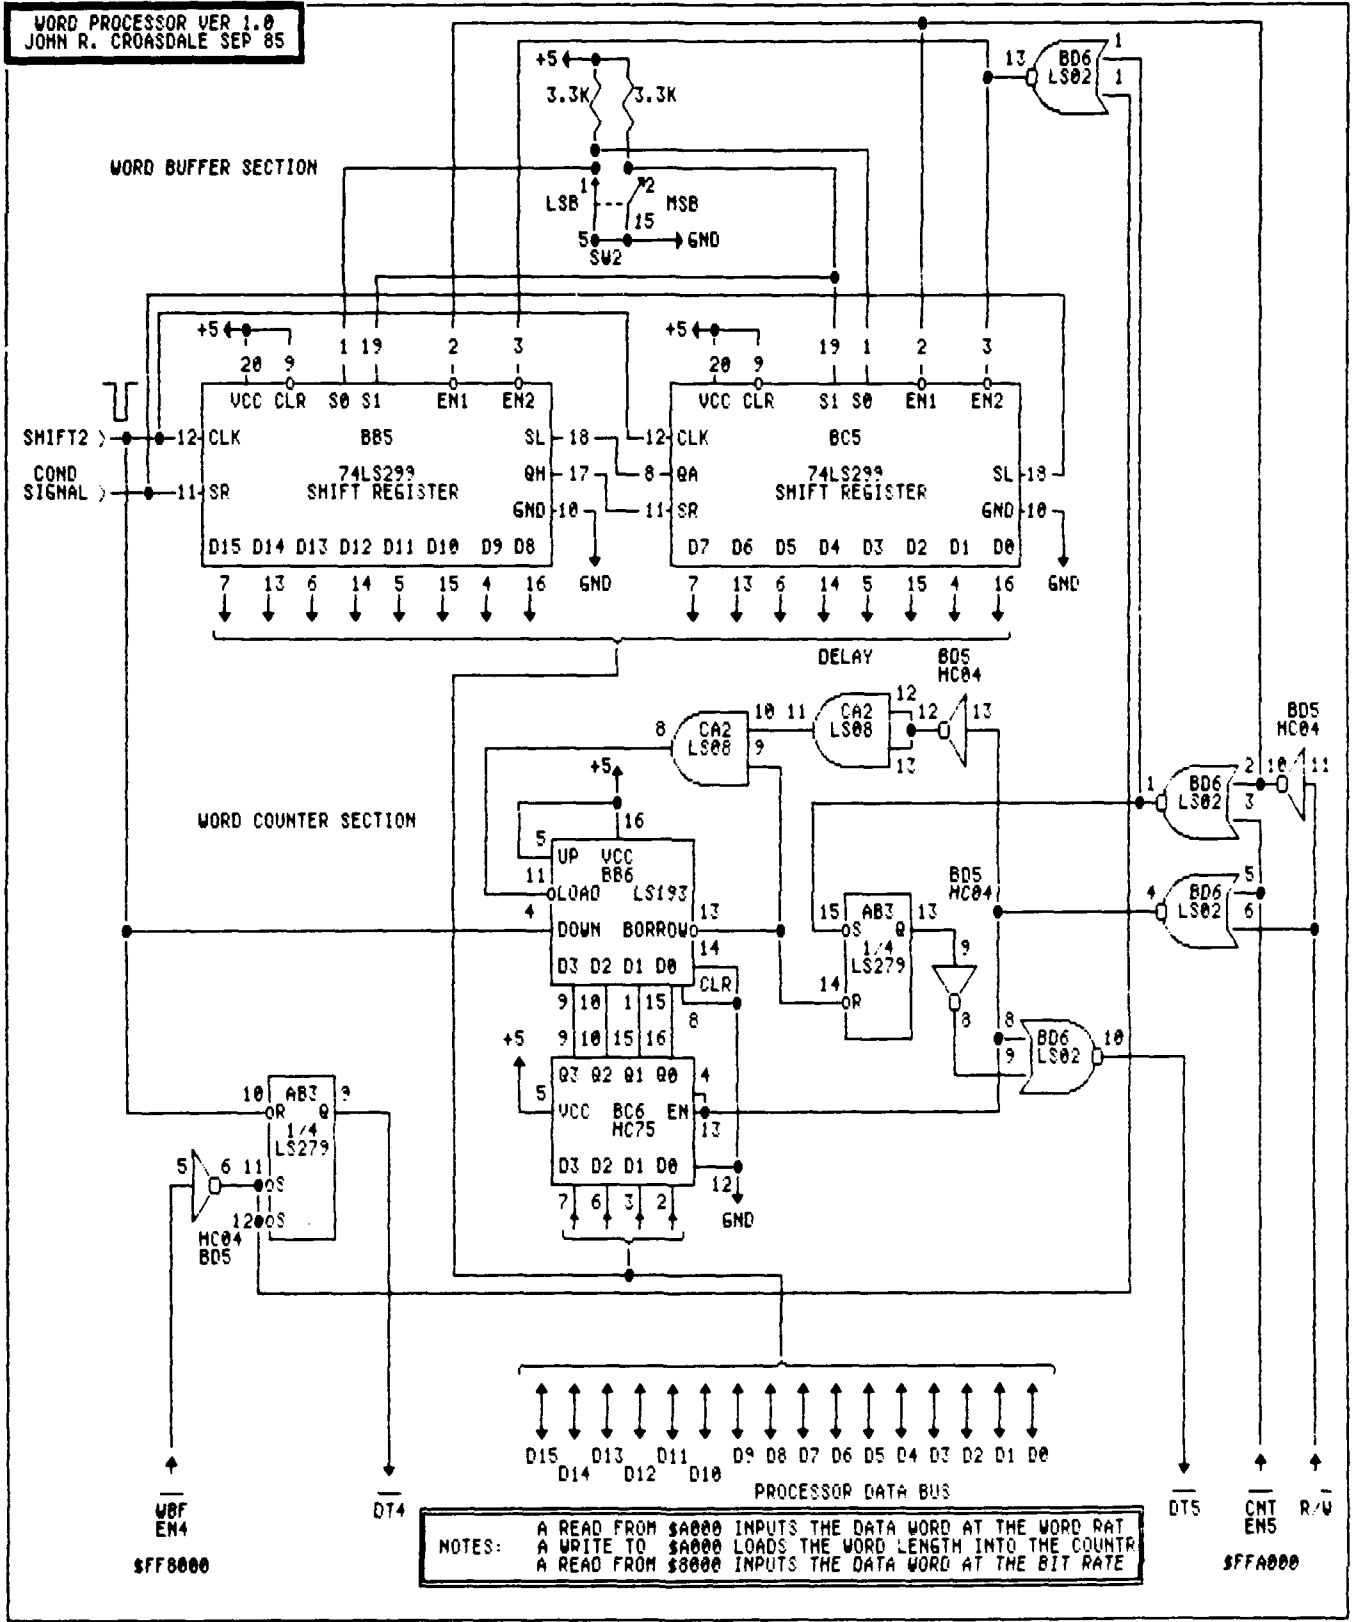 WORD PROCESSOR VER 1.0
JOHN R. CROASDALE SEP 85
+5
3.3K 3.3K
13 BD6 1
LS02 1
WORD BUFFER SECTION
1 2
LSB MSB
15
5 GND
SW2
+5 +5
1 19 2 3 19 1 2 3
20 9 20 9
VCC CLR S0 S1 EN1 EN2 VCC CLR S1 S0 EN1 EN2
SHIFT2 12 CLK BB5 SL 18 12 CLK BC5
COND 74LS299 QH 17 8 QA 74LS299 SL 18
SIGNAL 11 SR SHIFT REGISTER SHIFT REGISTER
GND 10 11 SR GND 10
D15 D14 D13 D12 D11 D10 D9 D8 D7 D6 D5 D4 D3 D2 D1 D0
7 13 6 14 5 15 4 16 GND 7 13 6 14 5 15 4 16 GND
DELAY BD5
HC04
12
8 CA2 10 11 CA2 12 13 BD5
LS08 9 LS08 HC04
13
+5 1 BD6 2 10 11
LS02 3
WORD COUNTER SECTION
16
5 UP VCC
BB6
11 LOAD LS193
BD5
HC04
4 BD6 5
LS02 6
4 DOWN BORROW 13
14
D3 D2 D1 D0 CLR
15 S AB3 Q 13
1/4
LS279
14 R
9
8
9 10 1 15 8
+5 9 10 15 16
8 BD6 10
9 LS02
Q3 Q2 Q1 Q0 4
5 VCC BC6 EN
HC75 13
D3 D2 D1 D0
12
7 6 3 2 GND
10 R AB3 Q 9
1/4
LS279
5 6 11 S
12 S
HC04
BD5
D15 D13 D11 D9 D8 D7 D6 D5 D4 D3 D2 D1 D0
D14 D12 D10
PROCESSOR DATA BUS
WBF DT4 DT5 CNT R/W
EN4 EN5
$FF8000 $FFA000
NOTES:
A READ FROM $A000 INPUTS THE DATA WORD AT THE WORD RAT
A WRITE TO $A000 LOADS THE WORD LENGTH INTO THE COUNTR
A READ FROM $8000 INPUTS THE DATA WORD AT THE BIT RATE